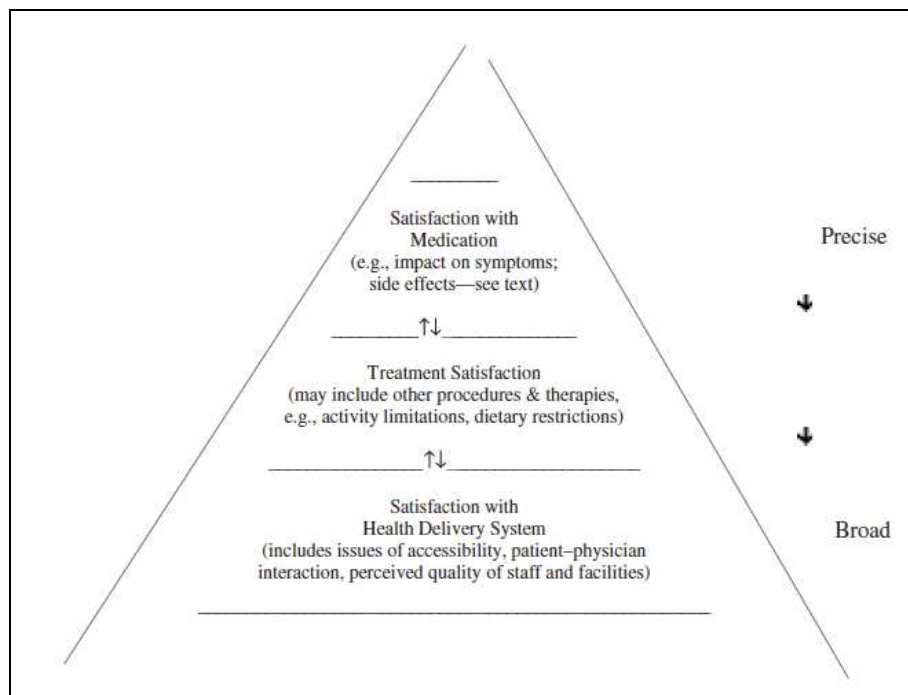 Satisfaction with
Medication
(e.g., impact on symptoms;
side effects—see text)
Precise
↑↓
Treatment Satisfaction
(may include other procedures & therapies,
e.g., activity limitations, dietary restrictions)
↑↓
Satisfaction with
Health Delivery System
(includes issues of accessibility, patient–physician
interaction, perceived quality of staff and facilities)
Broad